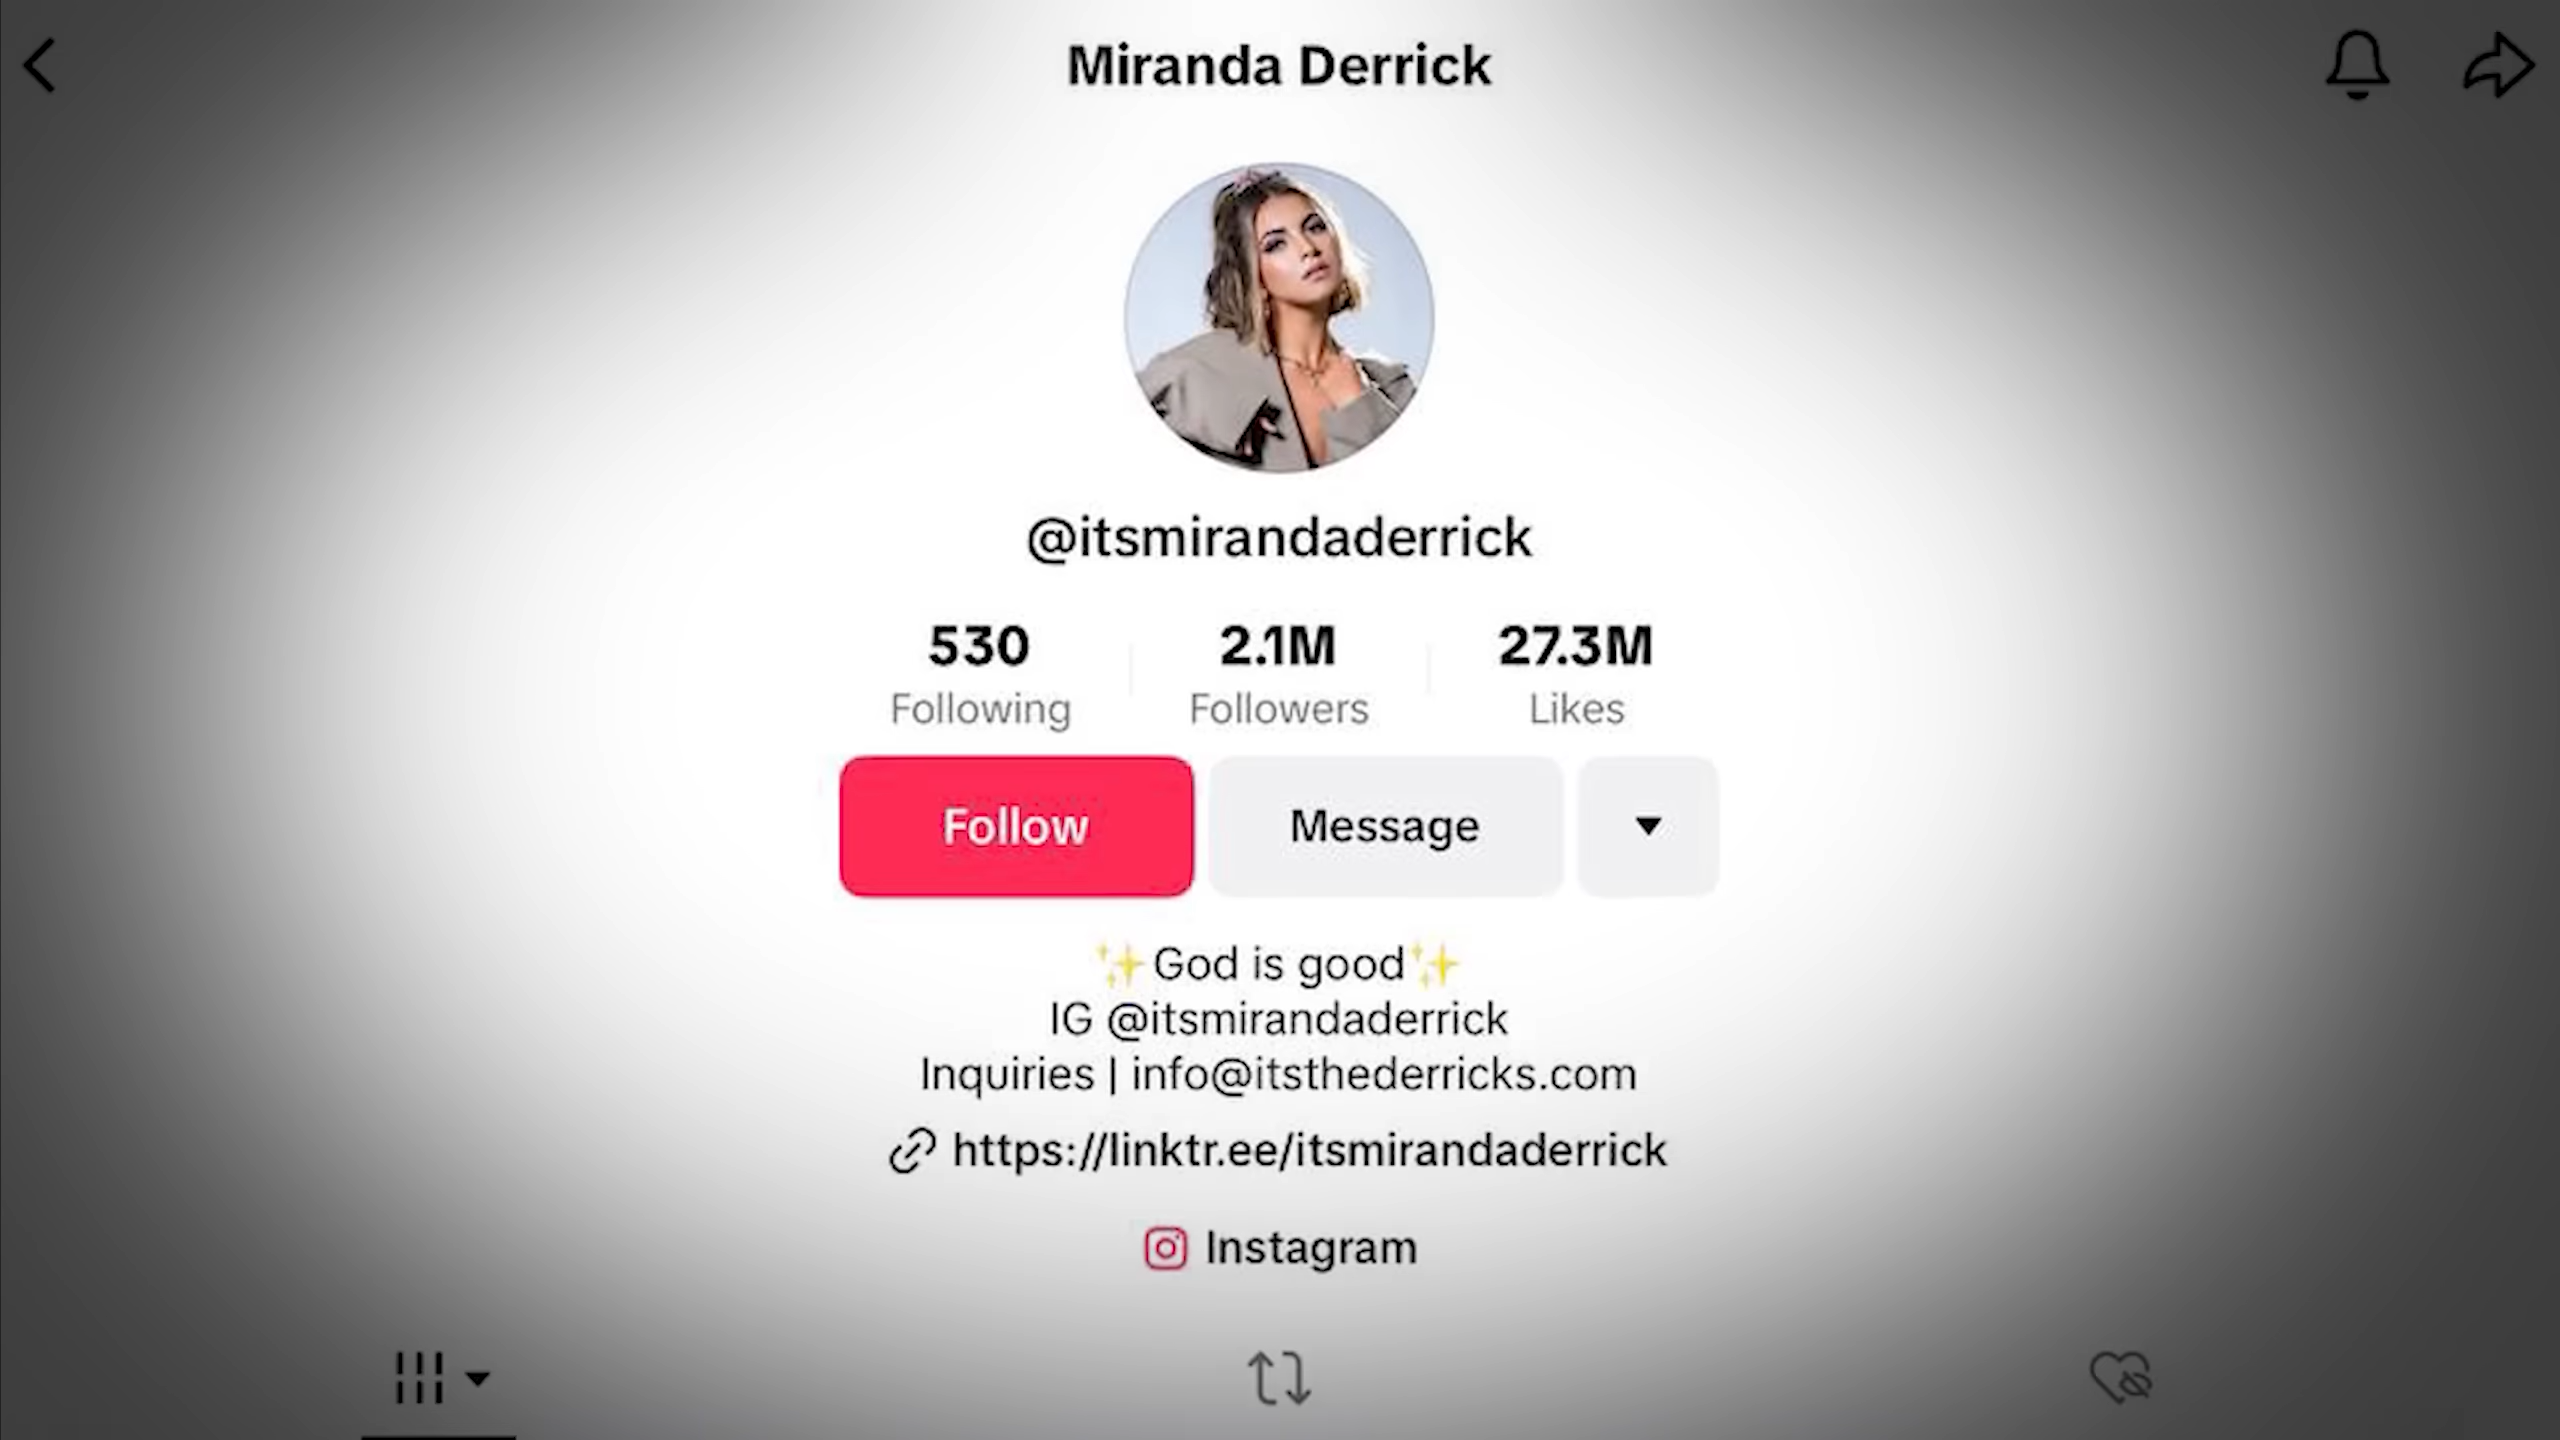 Miranda Derrick
@itsmirandaderrick
530 2.1M 27.3M
Following Followers Likes
Follow Message
✨God is good✨
IG @itsmirandaderrick
Inquiries | info@itsthederricks.com
https://linktr.ee/itsmirandaderrick
Instagram